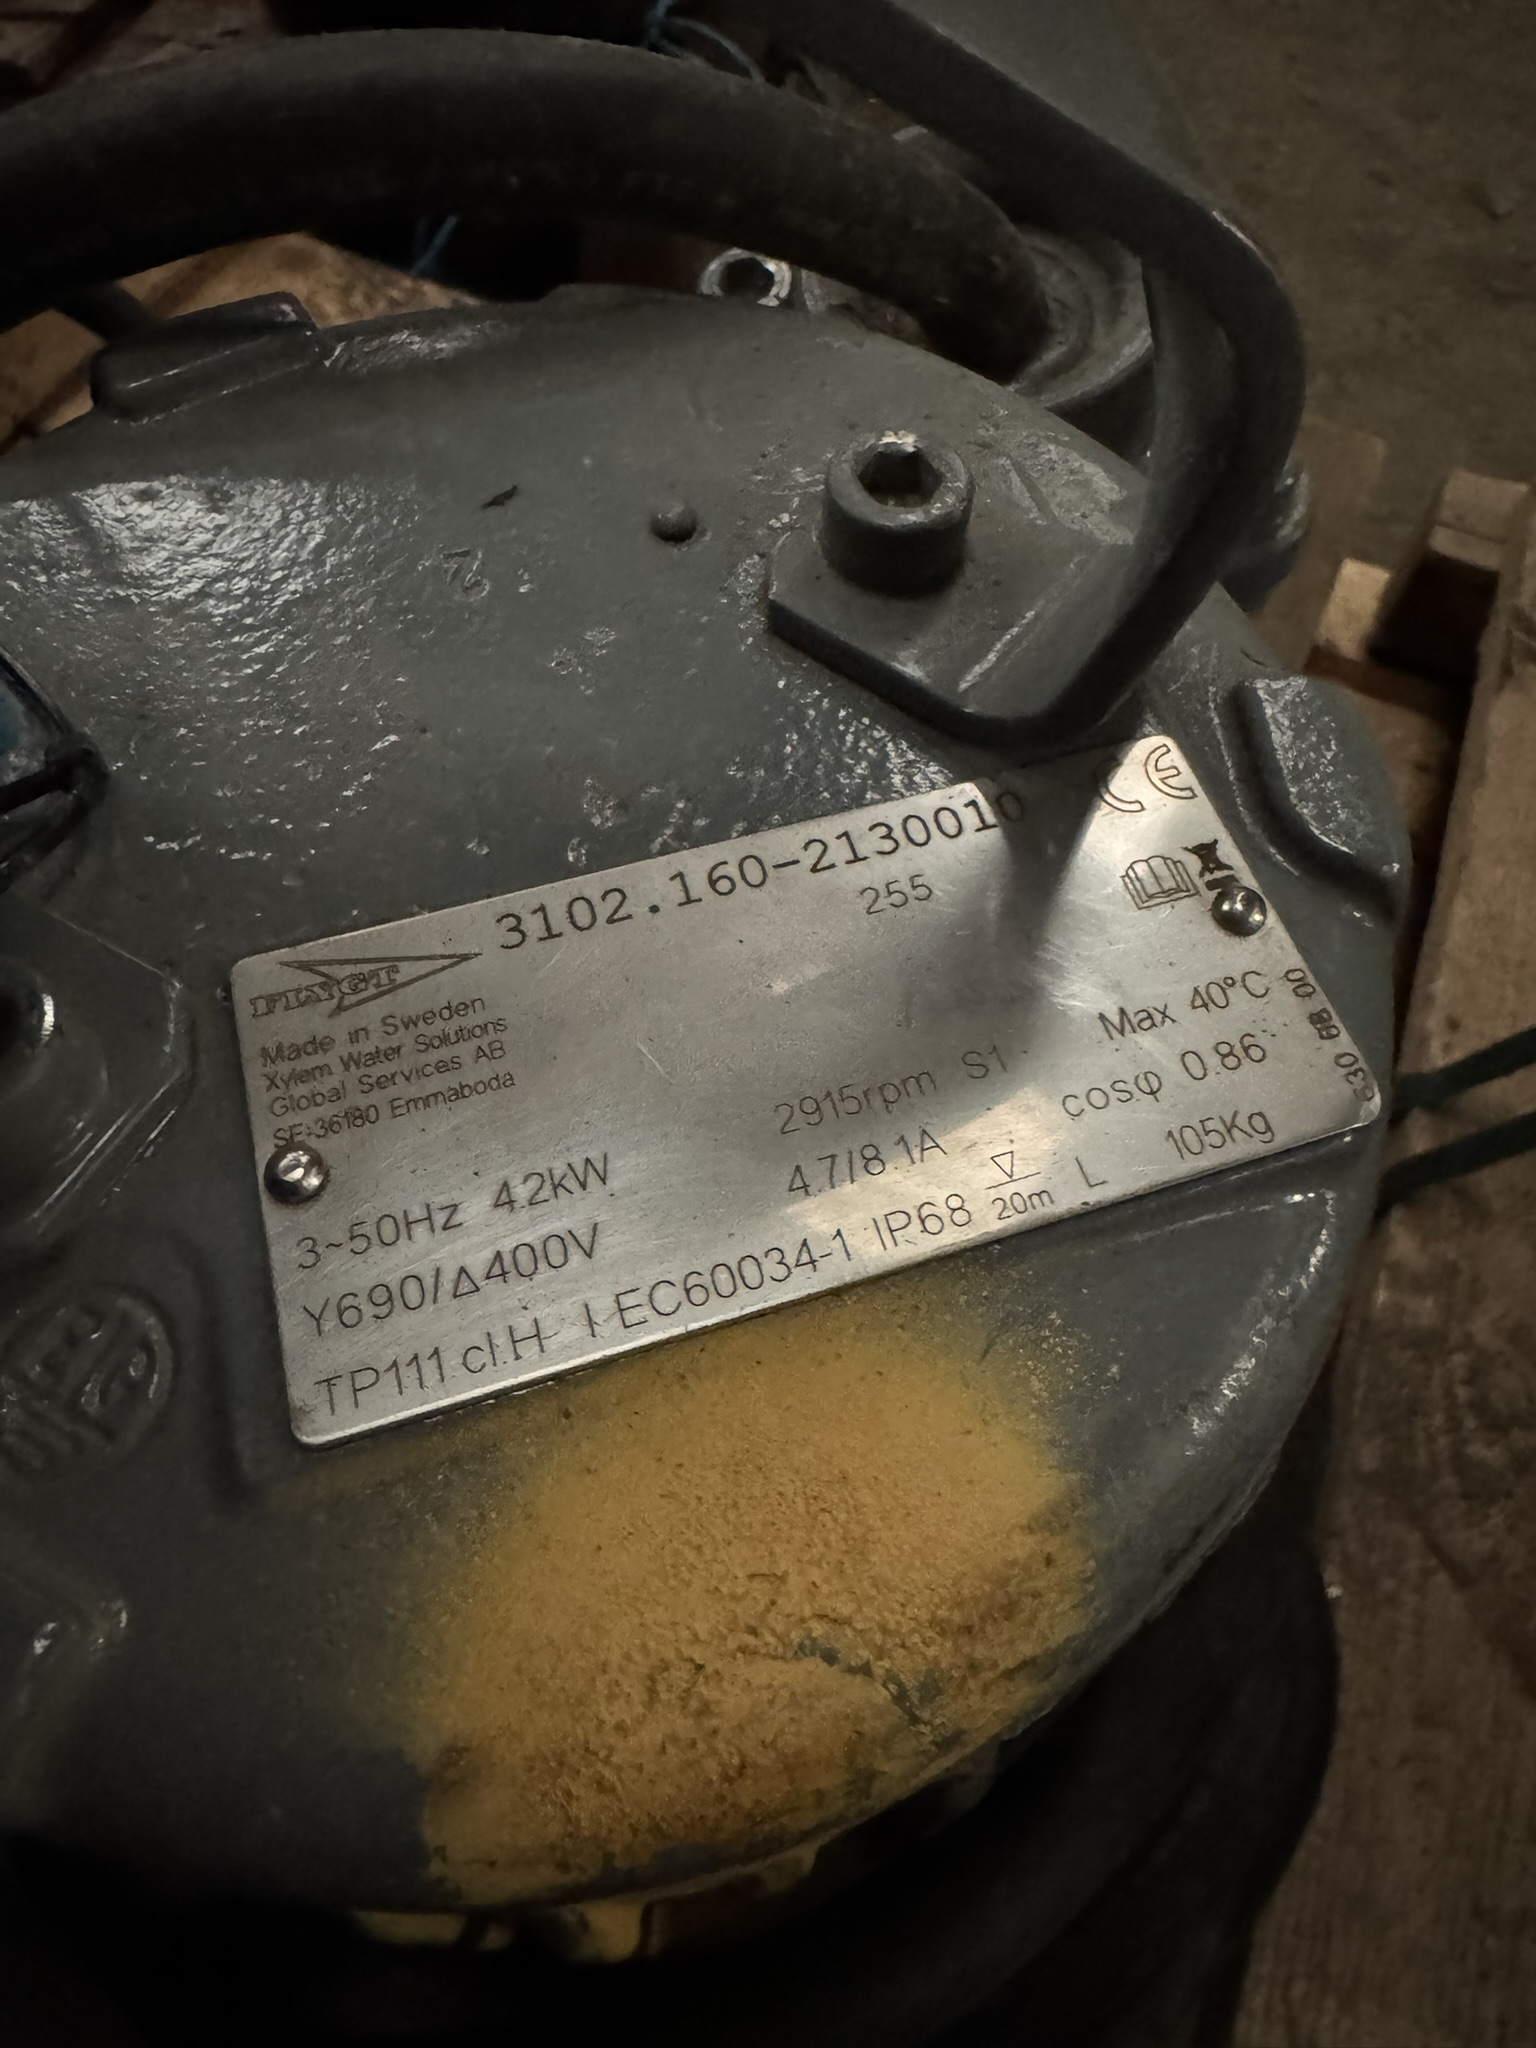 3102.160-2130010
255
FLYGT
Made in Sweden
Xylem Water Solutions
Global Services AB
SE-36180 Emmaboda
Max 40°C
3~50Hz 4.2kW 2915rpm S1 cosφ 0.86
Y690/Δ400V 4.7/8.1A 105Kg
TP111 cl.H IEC60034-1 IP68 20m L
CE